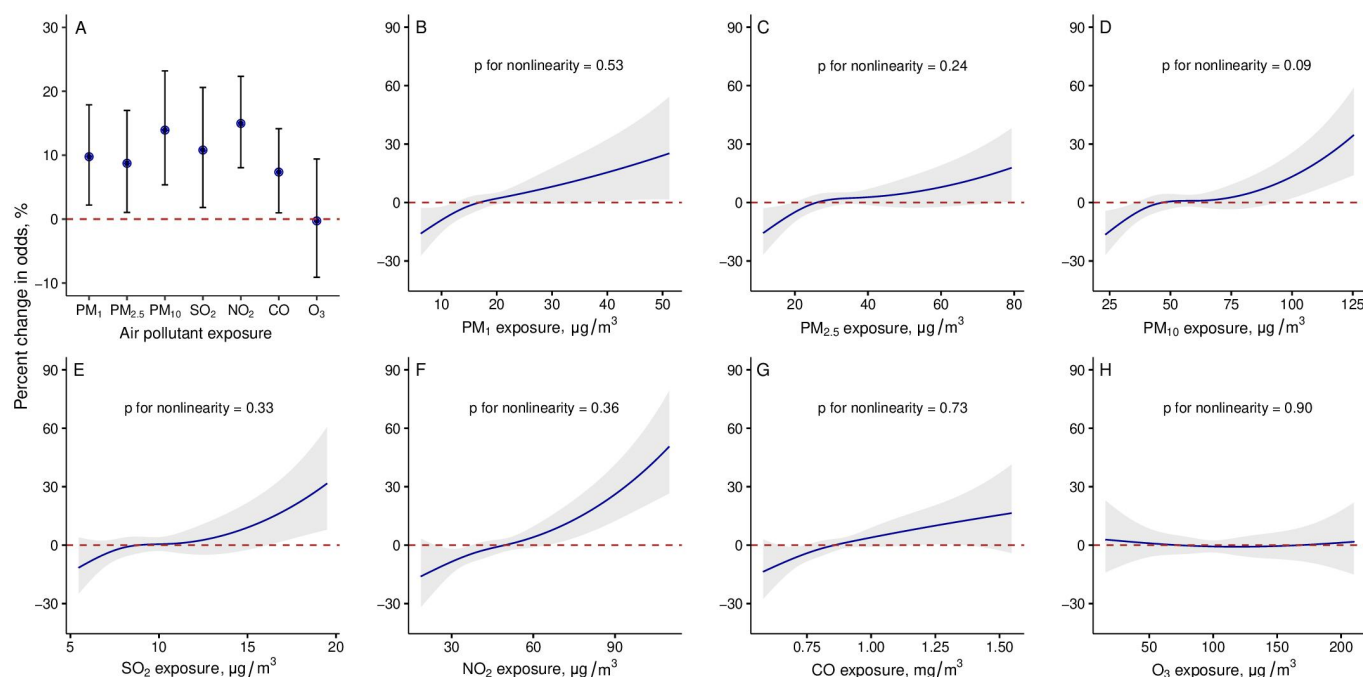 Percent change in odds, %
A
30
20
10
0
−10
PM₁ PM₂.₅ PM₁₀ SO₂ NO₂ CO O₃
Air pollutant exposure
B
p for nonlinearity = 0.53
90
60
30
0
−30
10 20 30 40 50
PM₁ exposure, µg/m³
C
p for nonlinearity = 0.24
90
60
30
0
−30
20 40 60 80
PM₂.₅ exposure, µg/m³
D
p for nonlinearity = 0.09
90
60
30
0
−30
25 50 75 100 125
PM₁₀ exposure, µg/m³
E
p for nonlinearity = 0.33
90
60
30
0
−30
5 10 15 20
SO₂ exposure, µg/m³
F
p for nonlinearity = 0.36
90
60
30
0
−30
30 60 90
NO₂ exposure, µg/m³
G
p for nonlinearity = 0.73
90
60
30
0
−30
0.75 1.00 1.25 1.50
CO exposure, mg/m³
H
p for nonlinearity = 0.90
90
60
30
0
−30
50 100 150 200
O₃ exposure, µg/m³